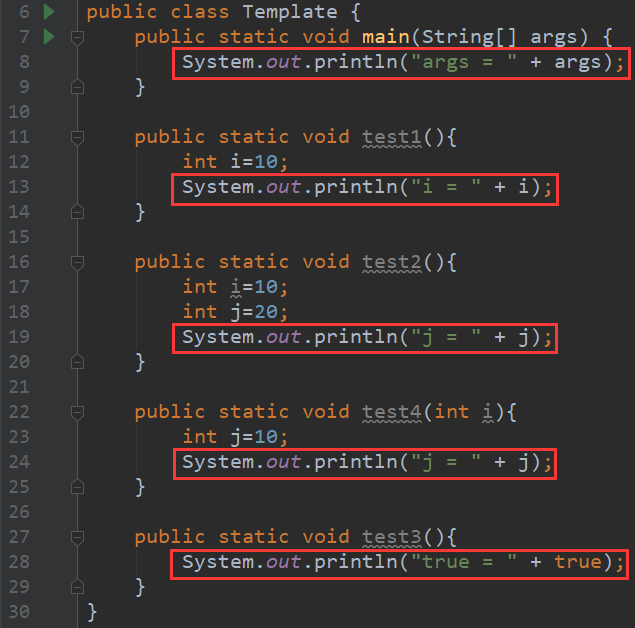 6 public class Template {
7     public static void main(String[] args) {
8         System.out.println("args = " + args);
9     }
10
11     public static void test1(){
12         int i=10;
13         System.out.println("i = " + i);
14     }
15
16     public static void test2(){
17         int i=10;
18         int j=20;
19         System.out.println("j = " + j);
20     }
21
22     public static void test4(int i){
23         int j=10;
24         System.out.println("j = " + j);
25     }
26
27     public static void test3(){
28         System.out.println("true = " + true);
29     }
30 }